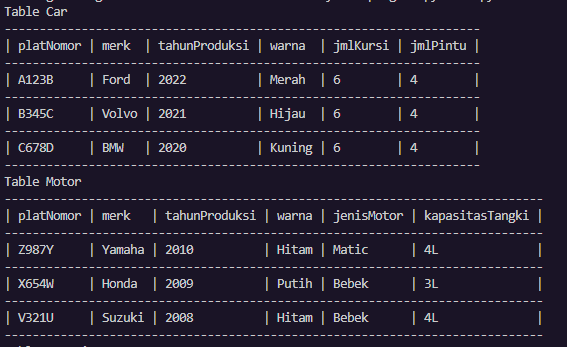 Table Car
------------------------------------------------------------------
| platNomor | merk  | tahunProduksi | warna  | jmlKursi | jmlPintu |
------------------------------------------------------------------
| A123B     | Ford  | 2022          | Merah  | 6        | 4        |
------------------------------------------------------------------
| B345C     | Volvo | 2021          | Hijau  | 6        | 4        |
------------------------------------------------------------------
| C678D     | BMW   | 2020          | Kuning | 6        | 4        |
------------------------------------------------------------------
Table Motor
---------------------------------------------------------------------------
| platNomor | merk   | tahunProduksi | warna | jenisMotor | kapasitasTangki |
---------------------------------------------------------------------------
| Z987Y     | Yamaha | 2010          | Hitam | Matic      | 4L              |
---------------------------------------------------------------------------
| X654W     | Honda  | 2009          | Putih | Bebek      | 3L              |
---------------------------------------------------------------------------
| V321U     | Suzuki | 2008          | Hitam | Bebek      | 4L              |
---------------------------------------------------------------------------